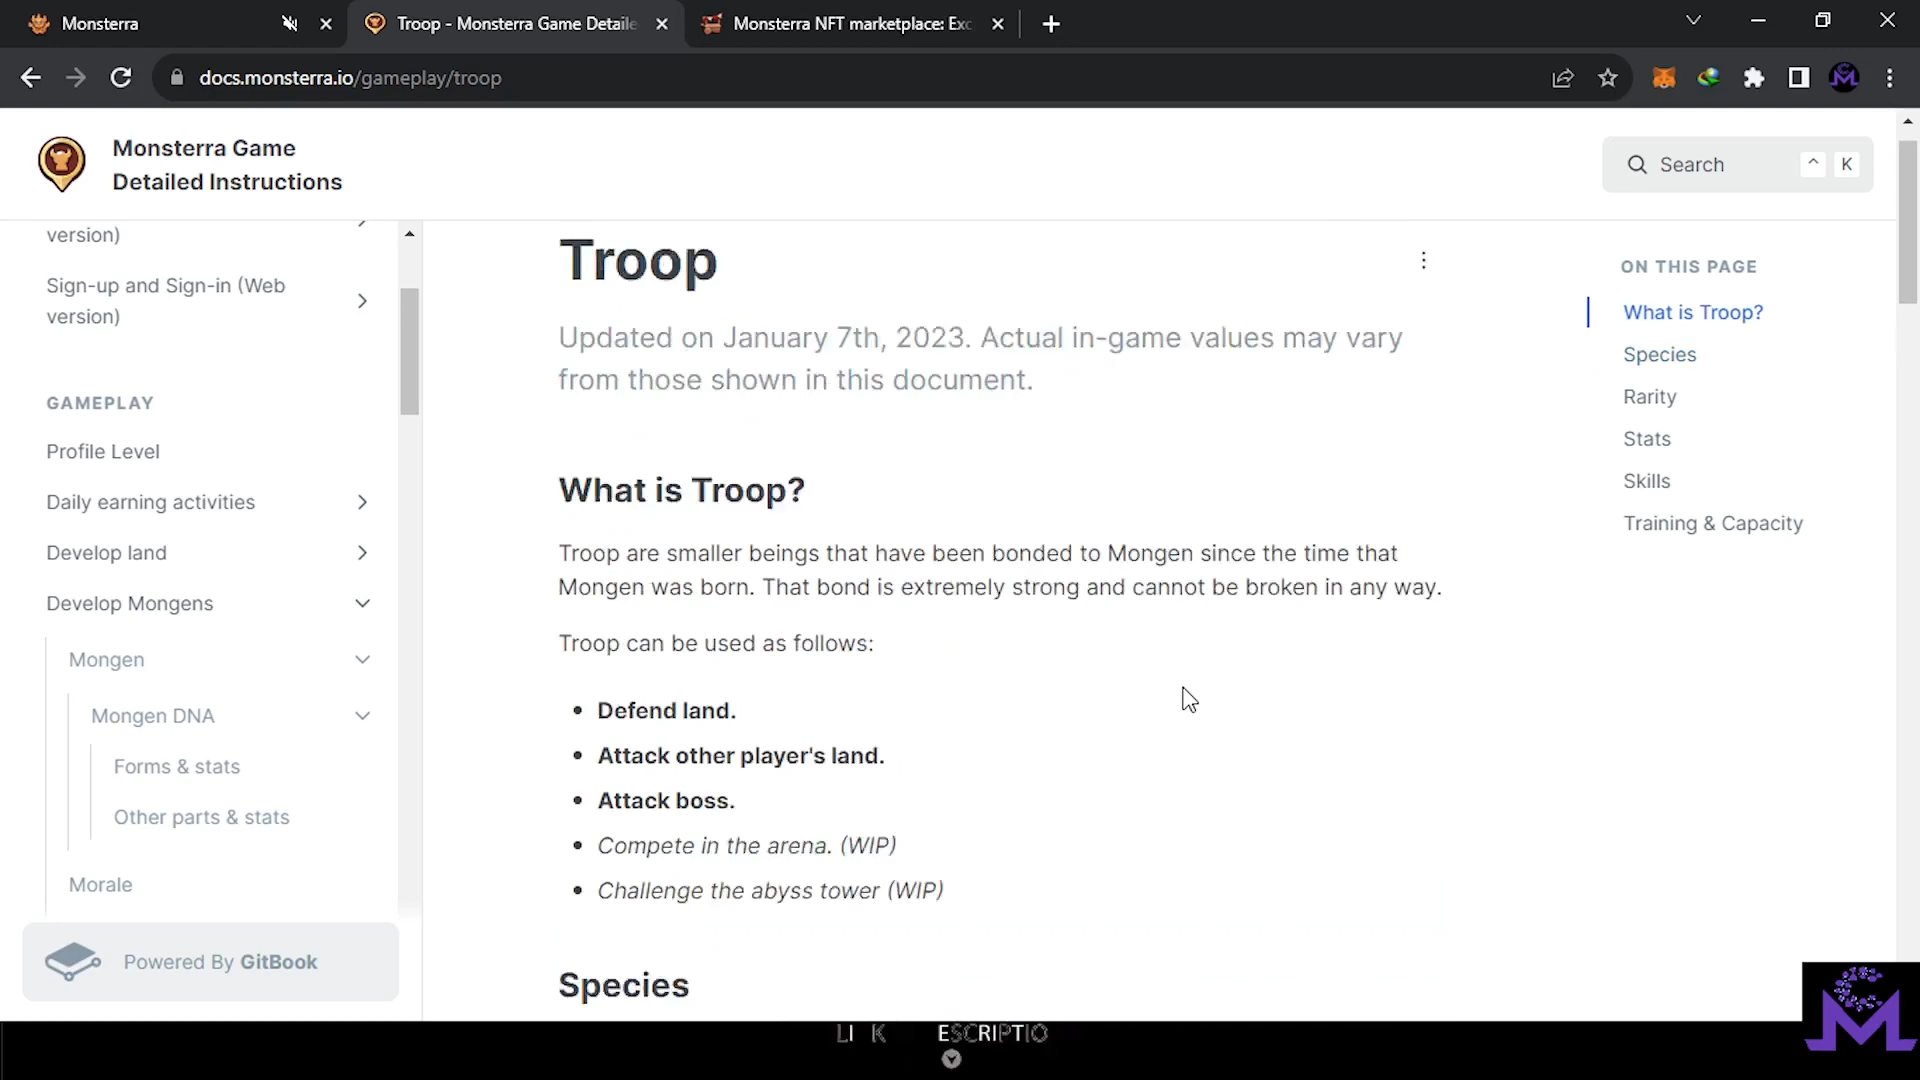 Monsterra
Troop - Monsterra Game Detaile
Monsterra NFT marketplace: Exc
docs.monsterra.io/gameplay/troop
Monsterra Game
Detailed Instructions
Search
^ K
version)
Sign-up and Sign-in (Web
version)
GAMEPLAY
Profile Level
Daily earning activities
Develop land
Develop Mongens
Mongen
Mongen DNA
Forms & stats
Other parts & stats
Morale
Powered By GitBook
Troop
Updated on January 7th, 2023. Actual in-game values may vary
from those shown in this document.
What is Troop?
Troop are smaller beings that have been bonded to Mongen since the time that
Mongen was born. That bond is extremely strong and cannot be broken in any way.
Troop can be used as follows:
• Defend land.
• Attack other player's land.
• Attack boss.
• Compete in the arena. (WIP)
• Challenge the abyss tower (WIP)
Species
ON THIS PAGE
What is Troop?
Species
Rarity
Stats
Skills
Training & Capacity
LI K ESCRIPTIO